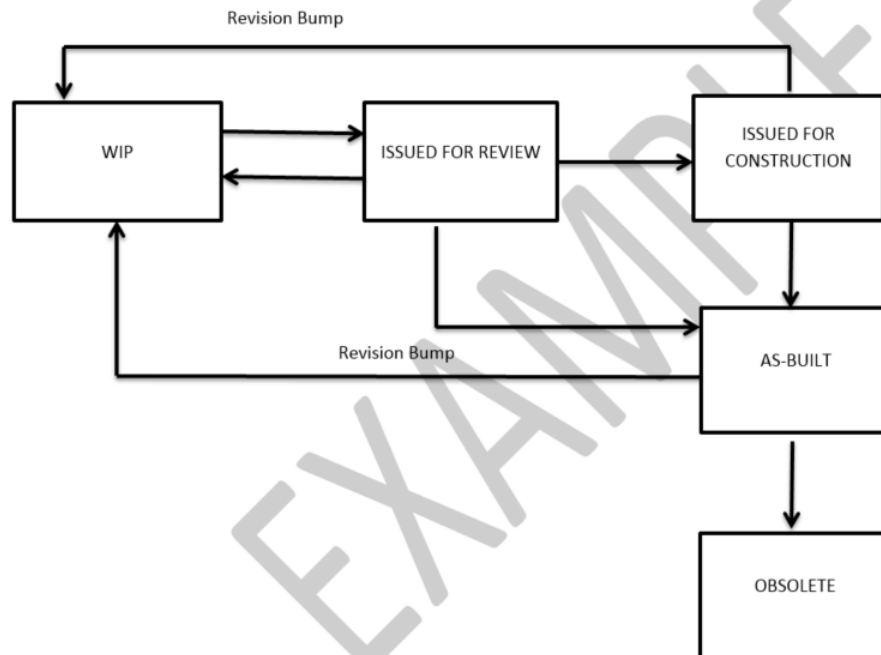 Revision Bump
WIP
ISSUED FOR REVIEW
ISSUED FOR
CONSTRUCTION
Revision Bump
AS-BUILT
OBSOLETE
EXAMPLE